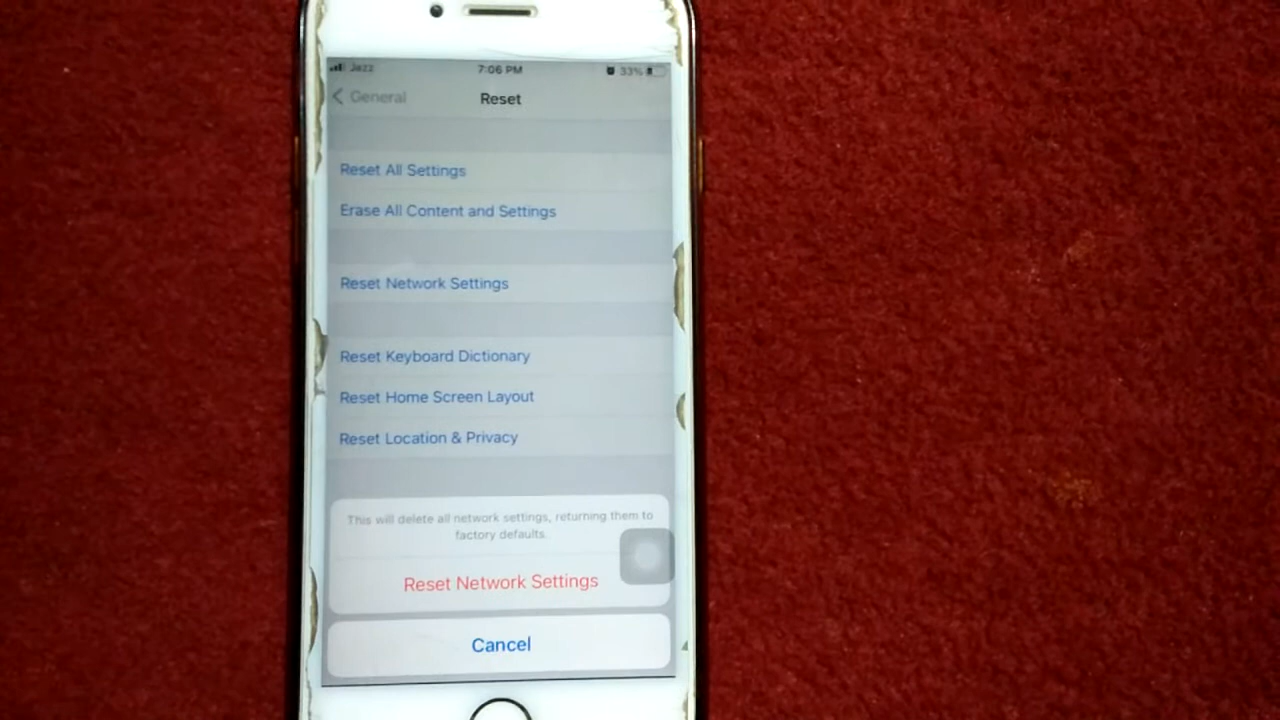 Jazz 7:06 PM 33%
General Reset
Reset All Settings
Erase All Content and Settings
Reset Network Settings
Reset Keyboard Dictionary
Reset Home Screen Layout
Reset Location & Privacy
This will delete all network settings, returning them to
factory defaults.
Reset Network Settings
Cancel